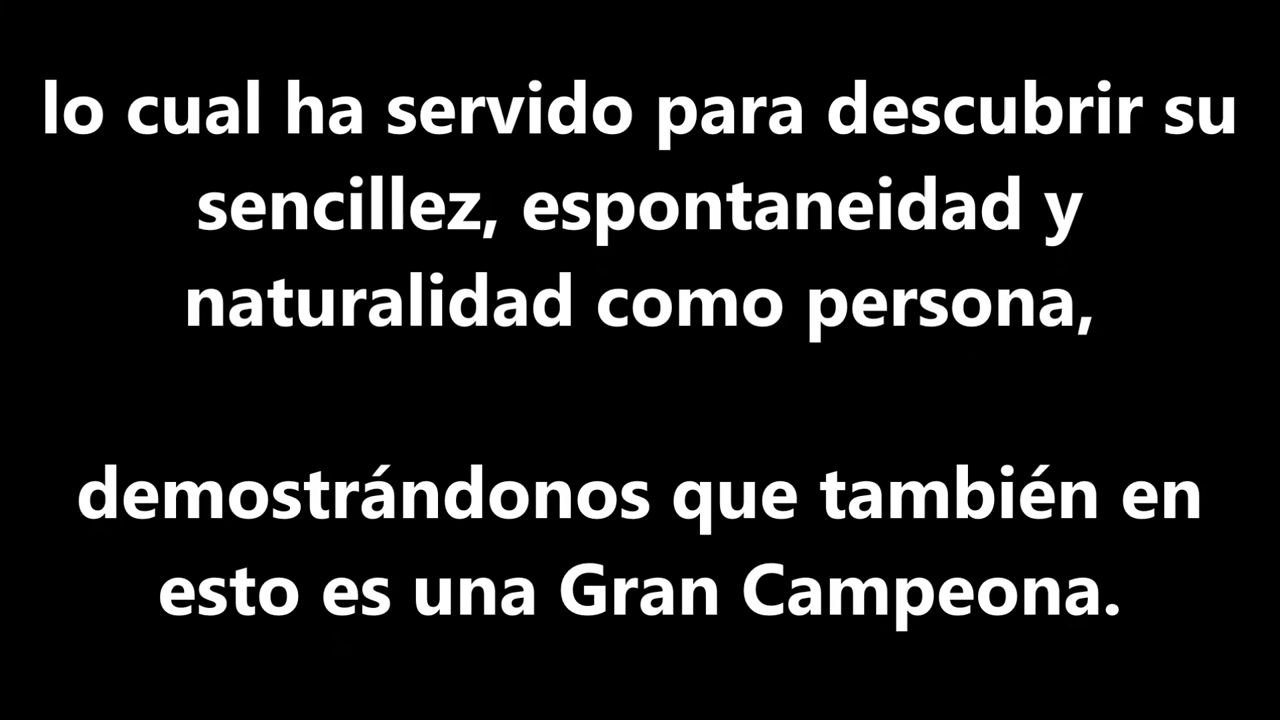 lo cual ha servido para descubrir su
sencillez, espontaneidad y
naturalidad como persona,
demostrándonos que también en
esto es una Gran Campeona.